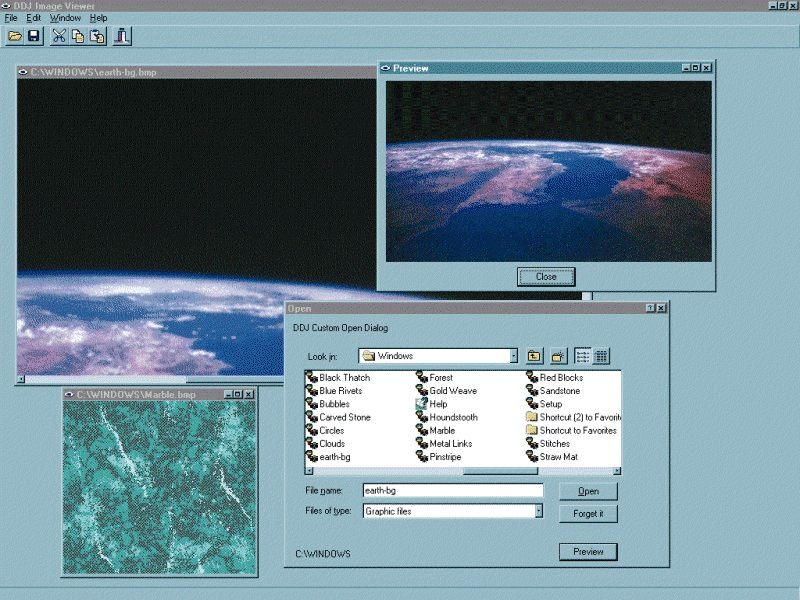 DDJ Image Viewer
File Edit Window Help
C:\WINDOWS\earth-bg.bmp
Preview
Close
Open
DDJ Custom Open Dialog
Look in: Windows
Black Thatch Forest Red Blocks
Blue Rivets Gold Weave Sandstone
Bubbles Help Setup
Carved Stone Houndstooth Shortcut (2) to Favorit
Circles Marble Shortcut to Favorites
Clouds Metal Links Stitches
earth-bg Pinstripe Straw Mat
File name: earth-bg Open
Files of type: Graphic files Forget it
C:\WINDOWS Preview
C:\WINDOWS\Marble.bmp